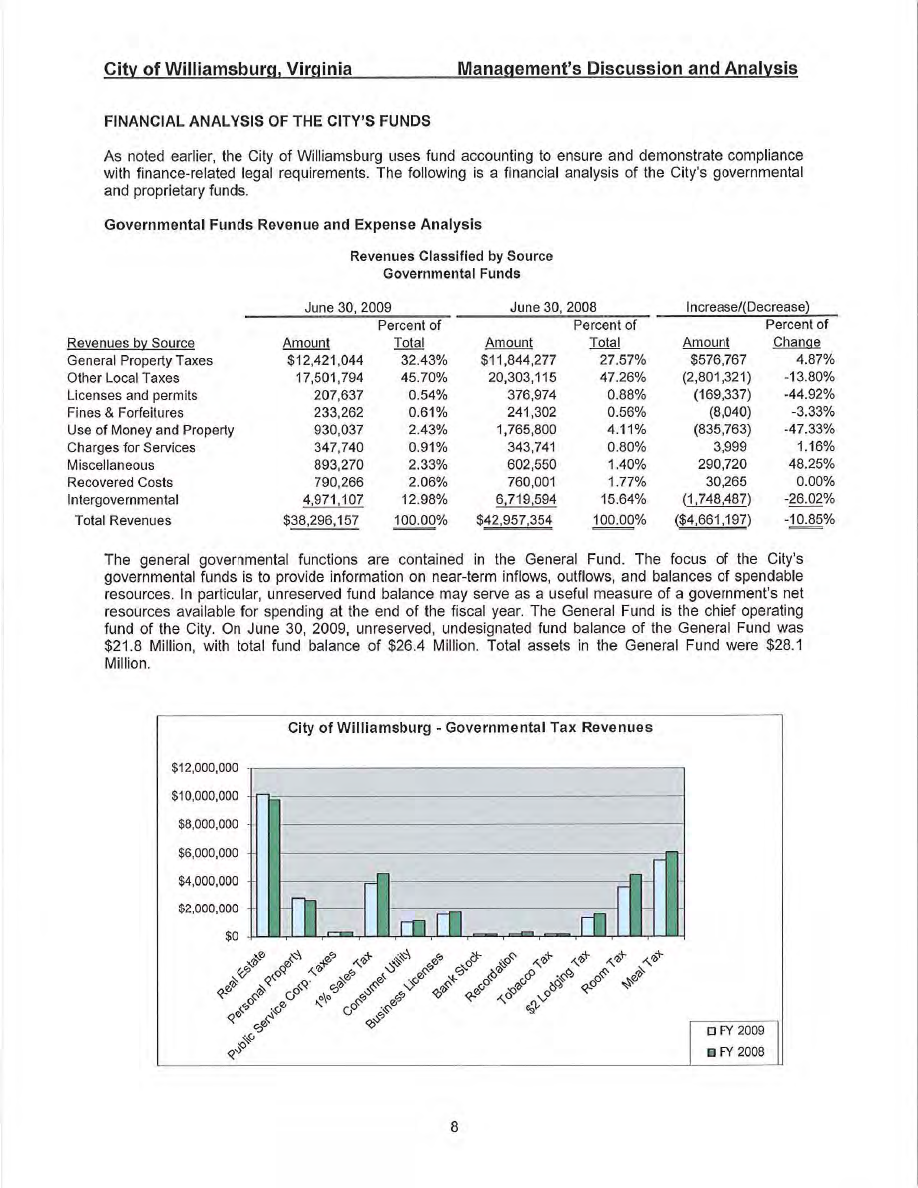 City of Williamsburg, Virginia Management's Discussion and Analysis
FINANCIAL ANALYSIS OF THE CITY'S FUNDS
As noted earlier, the City of Williamsburg uses fund accounting to ensure and demonstrate compliance
with finance-related legal requirements. The following is a financial analysis of the City's governmental
and proprietary funds.
Governmental Funds Revenue and Expense Analysis
Revenues Classified by Source
Governmental Funds
June 30, 2009 June 30, 2008 Increase/(Decrease)
Percent of Percent of Percent of
Revenues by Source Amount Total Amount Total Amount Change
General Property Taxes $12,421,044 32.43% $11,844,277 27.57% $576,767 4.87%
Other Local Taxes 17,501,794 45.70% 20,303,115 47.26% (2,801,321) -13.80%
Licenses and permits 207,637 0.54% 376,974 0.88% (169,337) -44.92%
Fines & Forfeitures 233,262 0.61% 241,302 0.56% (8,040) -3.33%
Use of Money and Property 930,037 2.43% 1,765,800 4.11% (835,763) -47.33%
Charges for Services 347,740 0.91% 343,741 0.80% 3,999 1.16%
Miscellaneous 893,270 2.33% 602,550 1.40% 290,720 48.25%
Recovered Costs 790,266 2.06% 760,001 1.77% 30,265 0.00%
Intergovernmental 4,971,107 12.98% 6,719,594 15.64% (1,748,487) -26.02%
Total Revenues $38,296,157 100.00% $42,957,354 100.00% ($4,661,197) -10.85%
The general governmental functions are contained in the General Fund. The focus of the City's
governmental funds is to provide information on near-term inflows, outflows, and balances of spendable
resources. In particular, unreserved fund balance may serve as a useful measure of a government's net
resources available for spending at the end of the fiscal year. The General Fund is the chief operating
fund of the City. On June 30, 2009, unreserved, undesignated fund balance of the General Fund was
$21.8 Million, with total fund balance of $26.4 Million. Total assets in the General Fund were $28.1
Million.
City of Williamsburg - Governmental Tax Revenues
$12,000,000
$10,000,000
$8,000,000
$6,000,000
$4,000,000
$2,000,000
$0
Real Estate
Personal Property
Public Service Corp. Taxes
1% Sales Tax
Consumer Utility
Business Licenses
Bank Stock
Recordation
Tobacco Tax
$2 Lodging Tax
Room Tax
Meal Tax
FY 2009
FY 2008
8